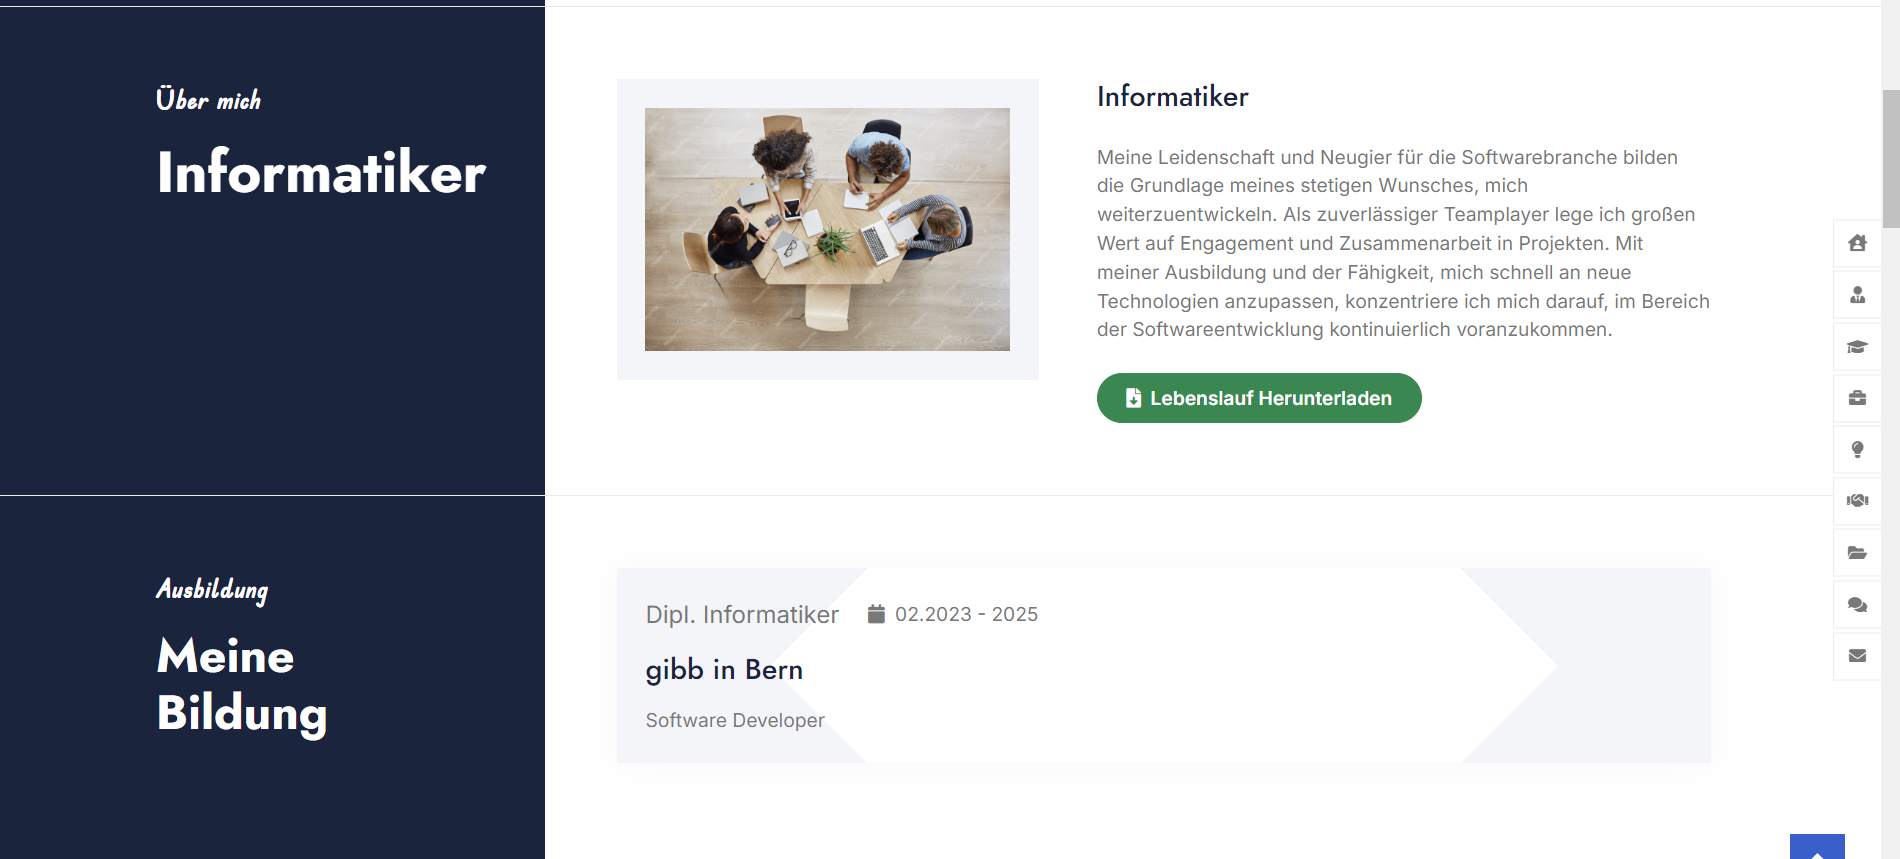 Über mich
Informatiker
Informatiker
Meine Leidenschaft und Neugier für die Softwarebranche bilden
die Grundlage meines stetigen Wunsches, mich
weiterzuentwickeln. Als zuverlässiger Teamplayer lege ich großen
Wert auf Engagement und Zusammenarbeit in Projekten. Mit
meiner Ausbildung und der Fähigkeit, mich schnell an neue
Technologien anzupassen, konzentriere ich mich darauf, im Bereich
der Softwareentwicklung kontinuierlich voranzukommen.
Lebenslauf Herunterladen
Ausbildung
Meine
Bildung
Dipl. Informatiker 02.2023 - 2025
gibb in Bern
Software Developer